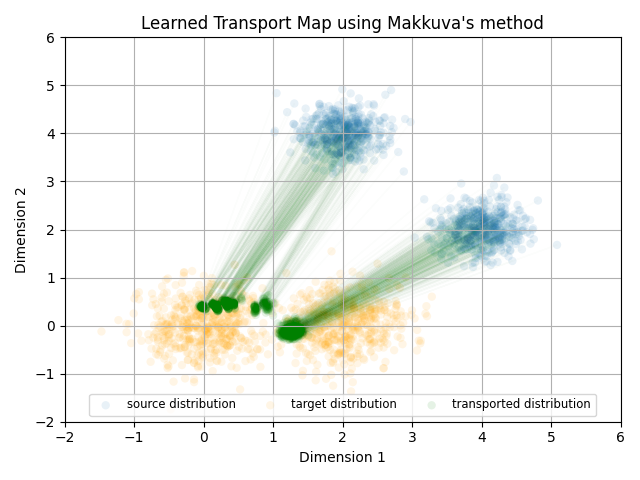 Learned Transport Map using Makkuva's method
6
5
4
3
2
1
0
−1
−2
Dimension 2
source distribution target distribution transported distribution
−2 −1 0 1 2 3 4 5 6
Dimension 1